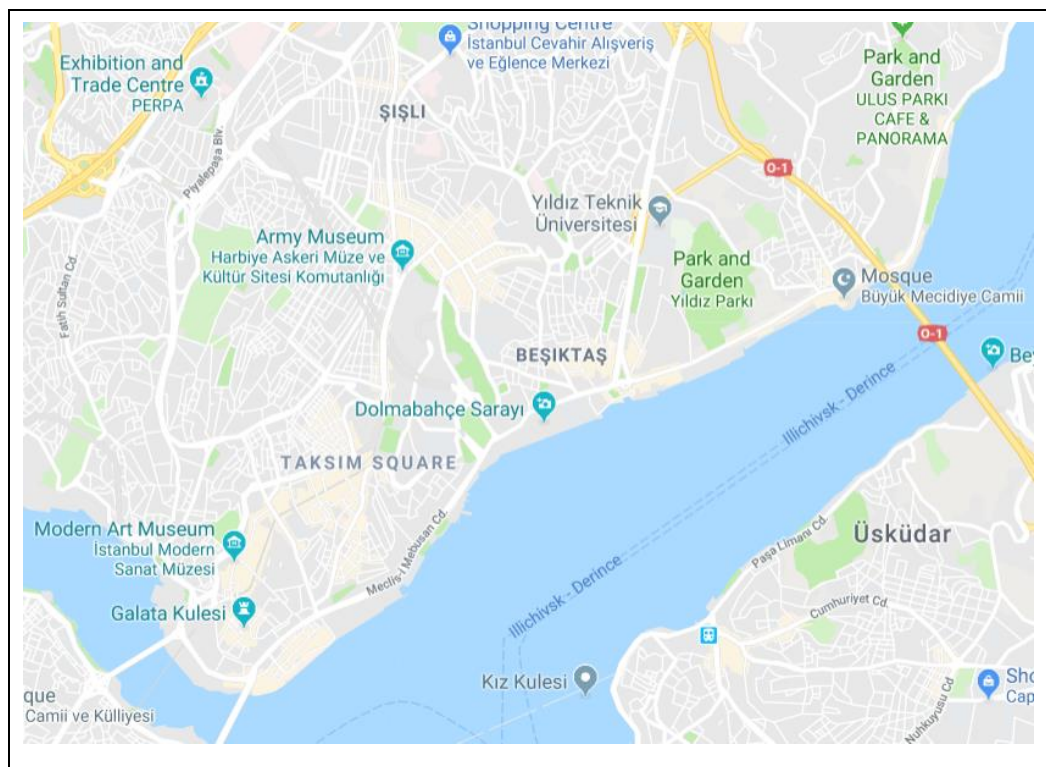 Shopping Centre
İstanbul Cevahir Alışveriş
ve Eğlence Merkezi
Exhibition and
Trade Centre
PERPA
Park and
Garden
ULUS PARKI
CAFE &
PANORAMA
ŞIŞLI
Piyalepaşa Blv.
O-1
Yıldız Teknik
Üniversitesi
Army Museum
Harbiye Askeri Müze ve
Kültür Sitesi Komutanlığı
Park and
Garden
Yıldız Parkı
Mosque
Büyük Mecidiye Camii
Fatih Sultan Cd.
O-1
BEŞIKTAŞ
Bey
Dolmabahçe Sarayı
Illichivsk - Derince
TAKSIM SQUARE
Modern Art Museum
İstanbul Modern
Sanat Müzesi
Meclis-İ Mebusan Cd.
Paşa Limanı Cd.
Üsküdar
Galata Kulesi
Illichivsk - Derince
Cumhuriyet Cd.
Kız Kulesi
que
Camii ve Külliyesi
Sho
Cap
Nuhkuyusu Cd